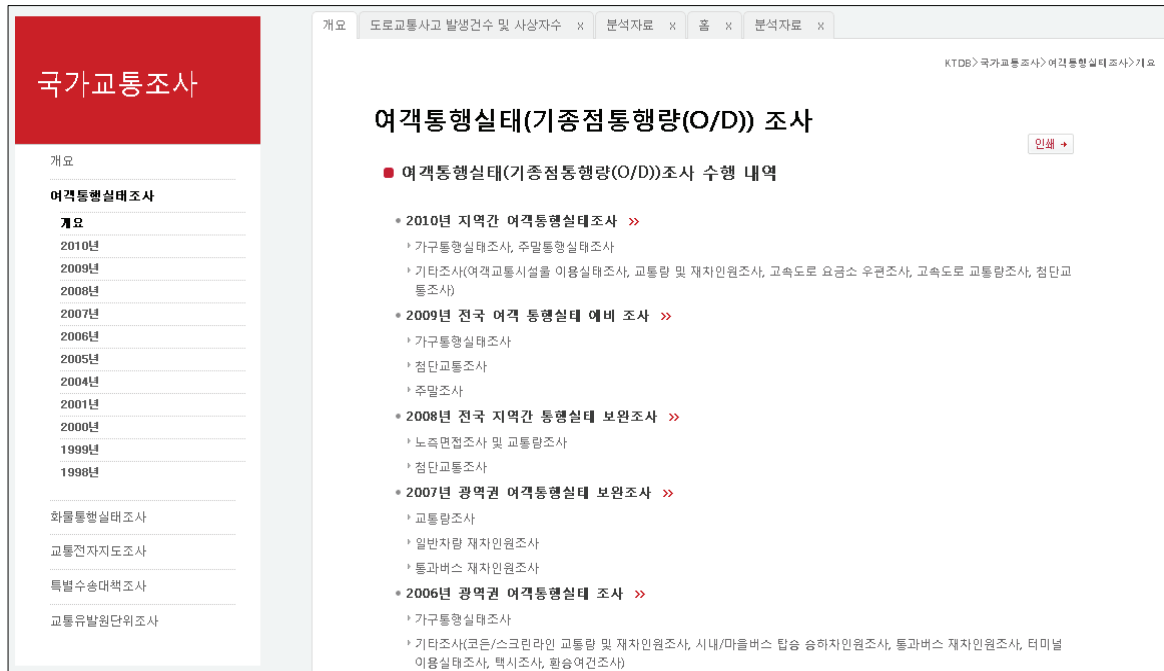 개요 도로교통사고 발생건수 및 사상자수 x 분석자료 x 홈 x 분석자료 x
KTDB>국가교통조사>여객통행실태조사>개요
국가교통조사
개요
여객통행실태조사
개요
2010년
2009년
2008년
2007년
2006년
2005년
2004년
2001년
2000년
1999년
1998년
화물통행실태조사
교통전자지도조사
특별수송대책조사
교통유발원단위조사
여객통행실태(기종점통행량(O/D)) 조사
인쇄
여객통행실태(기종점통행량(O/D))조사 수행 내역
2010년 지역간 여객통행실태조사 »
가구통행실태조사, 주말통행실태조사
기타조사(여객교통시설물 이용실태조사, 교통량 및 재차인원조사, 고속도로 요금소 우편조사, 고속도로 교통량조사, 첨단교
통조사)
2009년 전국 여객 통행실태 예비 조사 »
가구통행실태조사
첨단교통조사
주말조사
2008년 전국 지역간 통행실태 보완조사 »
노측면접조사 및 교통량조사
첨단교통조사
2007년 광역권 여객통행실태 보완조사 »
교통량조사
일반차량 재차인원조사
통과버스 재차인원조사
2006년 광역권 여객통행실태 조사 »
가구통행실태조사
기타조사(코든/스크린라인 교통량 및 재차인원조사, 시내/마을버스 탑승 승하차인원조사, 통과버스 재차인원조사, 터미널
이용실태조사, 택시조사, 환승여건조사)